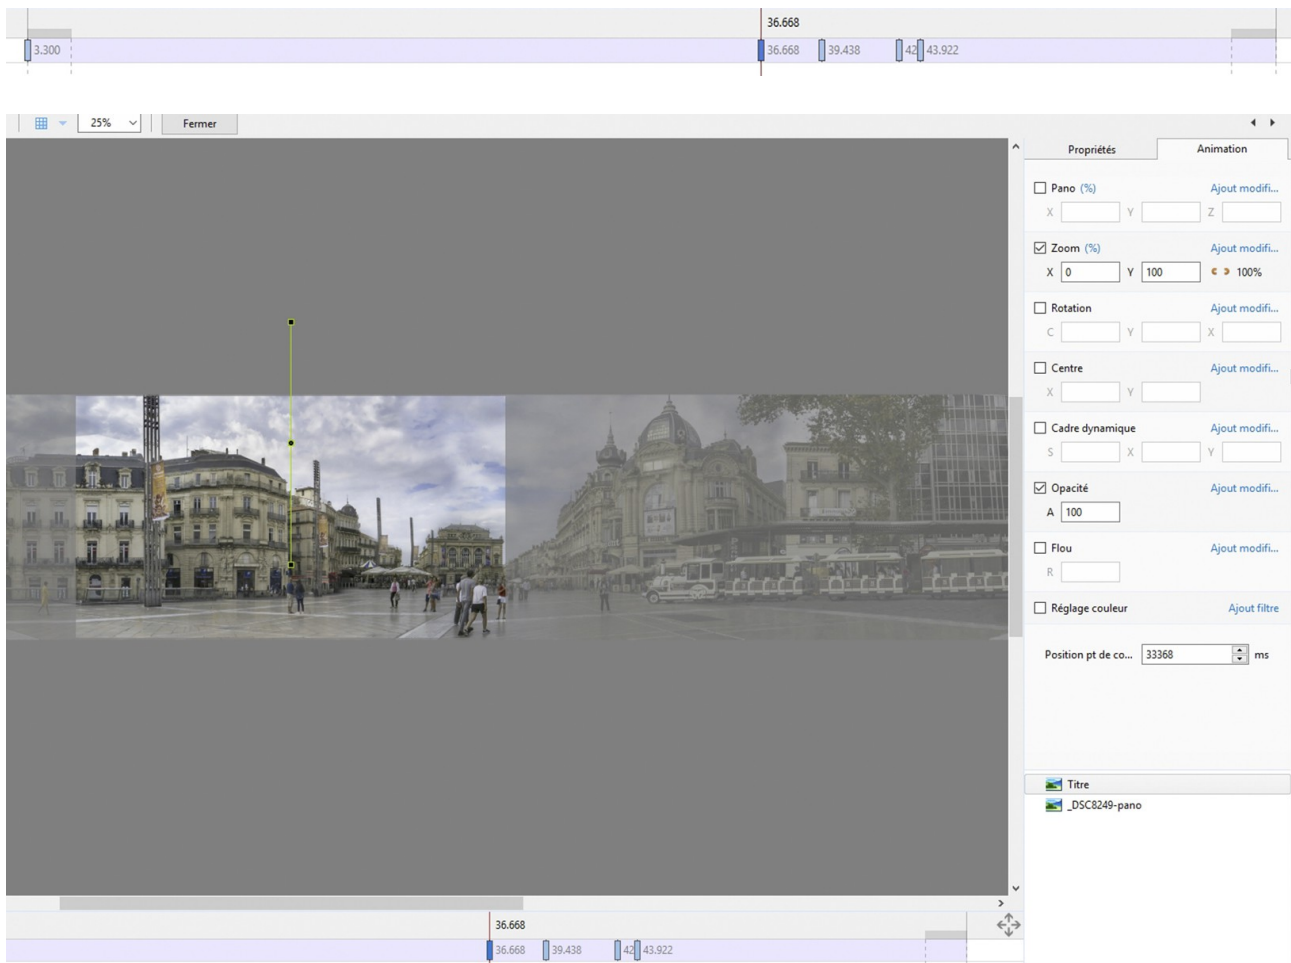 36.668
3.300 36.668 39.438 42 43.922
25% Fermer
Propriétés Animation
Pano (%) Ajout modifi...
X Y Z
Zoom (%) Ajout modifi...
X 0 Y 100 100%
Rotation Ajout modifi...
C Y X
Centre Ajout modifi...
X Y
Cadre dynamique Ajout modifi...
S X Y
Opacité Ajout modifi...
A 100
Flou Ajout modifi...
R
Réglage couleur Ajout filtre
Position pt de co... 33368 ms
Titre
_DSC8249-pano
36.668
36.668 39.438 42 43.922